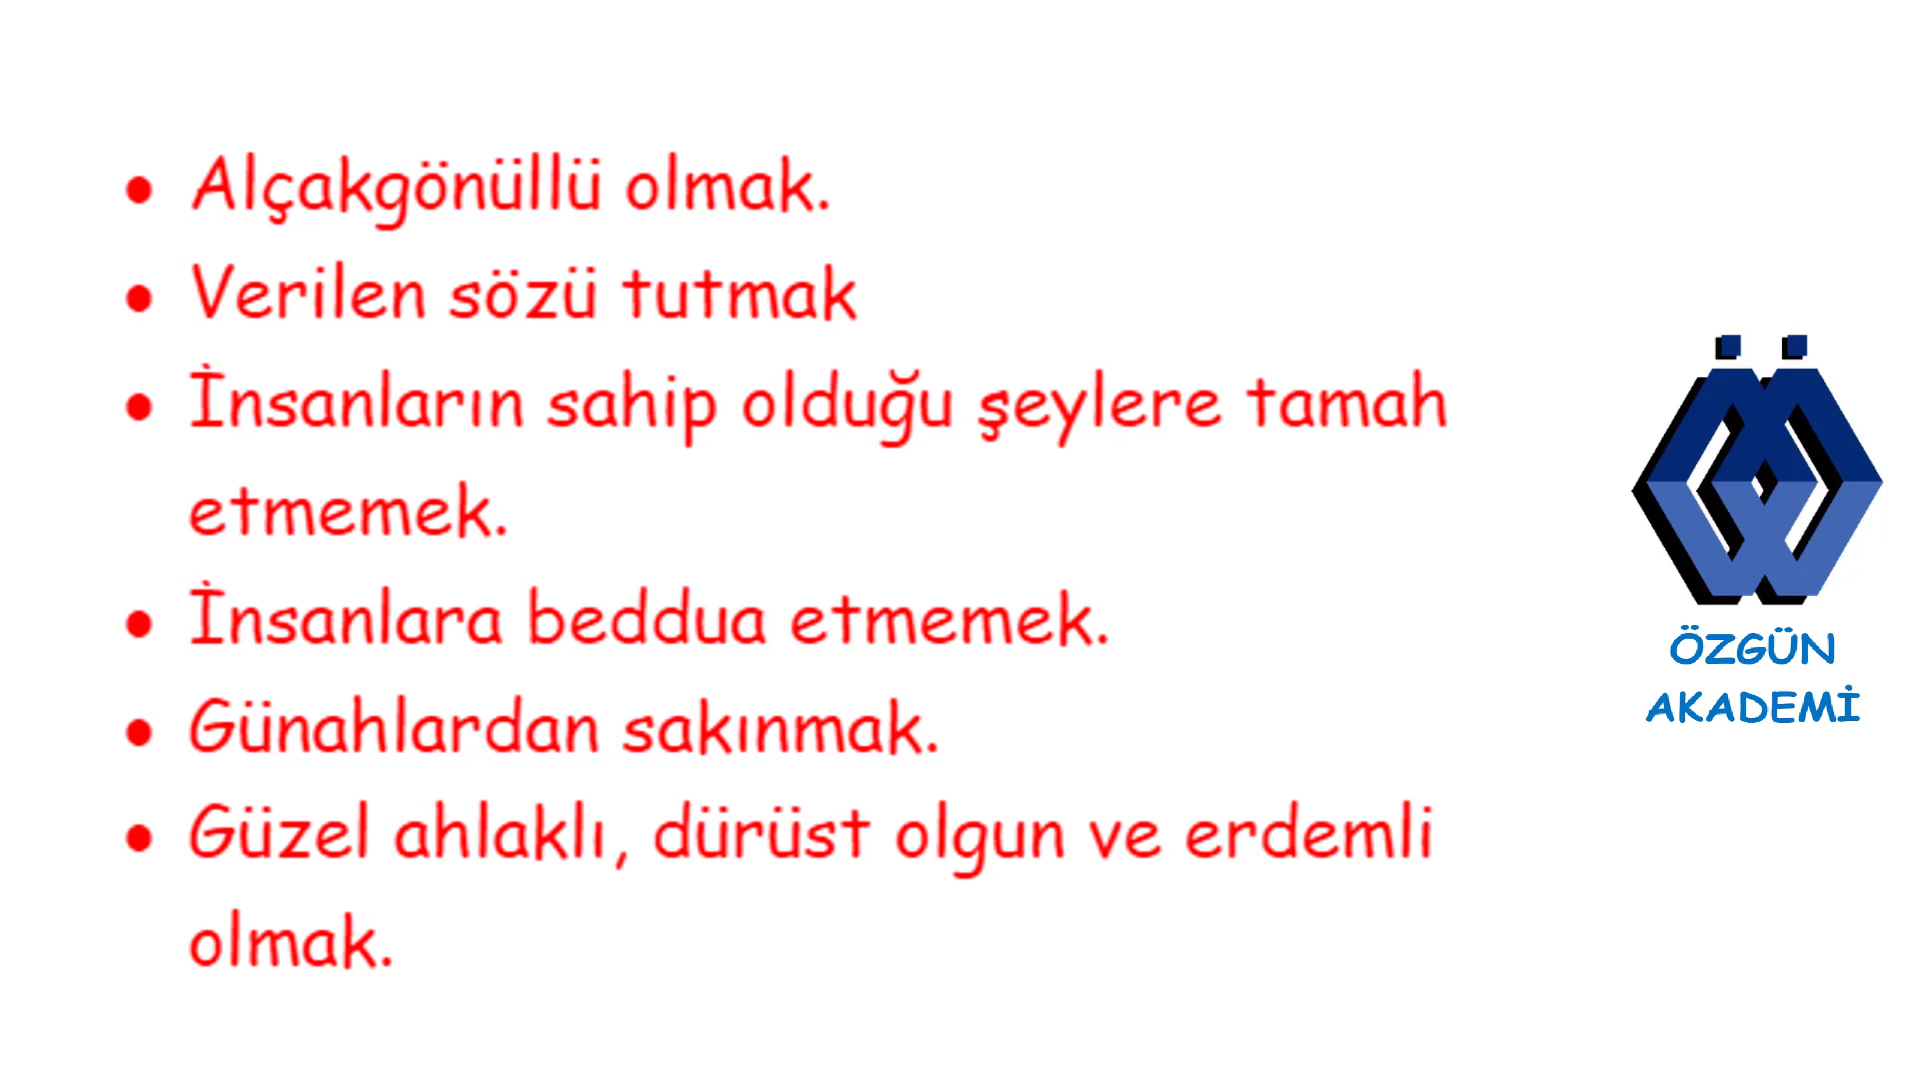 • Alçakgönüllü olmak.
• Verilen sözü tutmak
• İnsanların sahip olduğu şeylere tamah
etmemek.
• İnsanlara beddua etmemek.
• Günahlardan sakınmak.
• Güzel ahlaklı, dürüst olgun ve erdemli
olmak.
ÖZGÜN
AKADEMİ